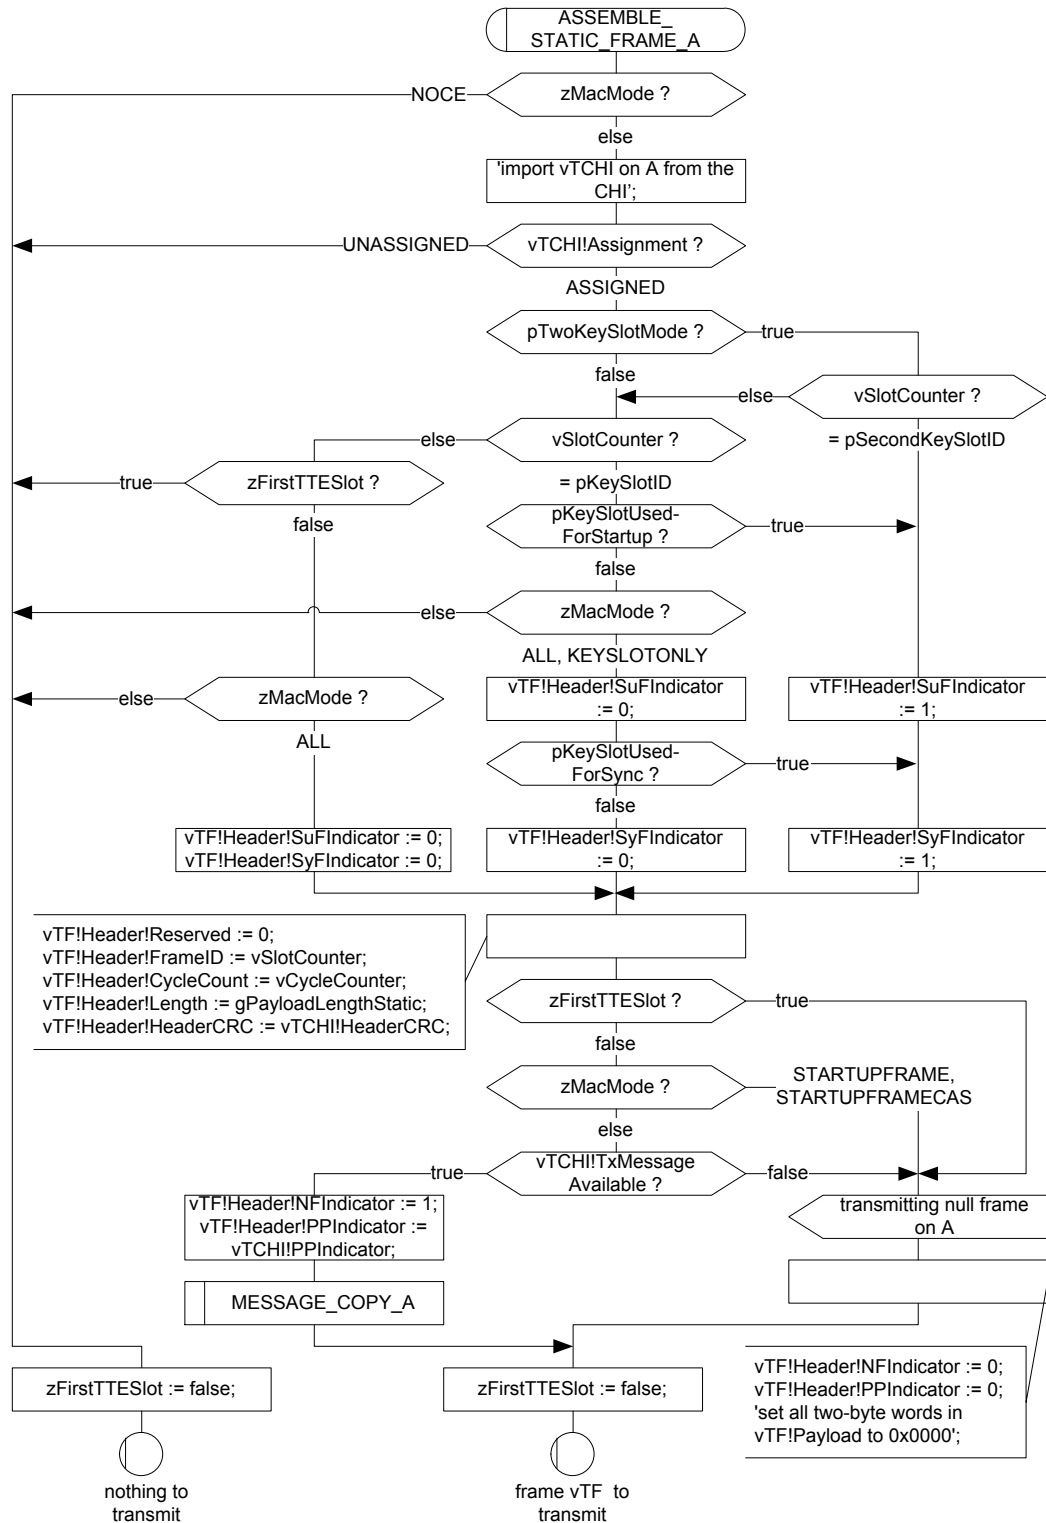 ASSEMBLE_
STATIC_FRAME_A
NOCE
zMacMode ?
else
'import vTCHI on A from the
CHI';
UNASSIGNED
vTCHI!Assignment ?
ASSIGNED
pTwoKeySlotMode ?
true
false
else
vSlotCounter ?
else
vSlotCounter ?
= pSecondKeySlotID
true
zFirstTTESlot ?
= pKeySlotID
false
pKeySlotUsed-
ForStartup ?
true
false
else
zMacMode ?
ALL, KEYSLOTONLY
else
zMacMode ?
vTF!Header!SuFIndicator
:= 0;
vTF!Header!SuFIndicator
:= 1;
ALL
pKeySlotUsed-
ForSync ?
true
false
vTF!Header!SuFIndicator := 0;
vTF!Header!SyFIndicator := 0;
vTF!Header!SyFIndicator
:= 0;
vTF!Header!SyFIndicator
:= 1;
vTF!Header!Reserved := 0;
vTF!Header!FrameID := vSlotCounter;
vTF!Header!CycleCount := vCycleCounter;
vTF!Header!Length := gPayloadLengthStatic;
vTF!Header!HeaderCRC := vTCHI!HeaderCRC;
zFirstTTESlot ?
true
false
zMacMode ?
STARTUPFRAME,
STARTUPFRAMECAS
else
true
vTCHI!TxMessage
Available ?
false
vTF!Header!NFIndicator := 1;
vTF!Header!PPIndicator :=
vTCHI!PPIndicator;
transmitting null frame
on A
MESSAGE_COPY_A
zFirstTTESlot := false;
zFirstTTESlot := false;
vTF!Header!NFIndicator := 0;
vTF!Header!PPIndicator := 0;
'set all two-byte words in
vTF!Payload to 0x0000';
nothing to
transmit
frame vTF to
transmit